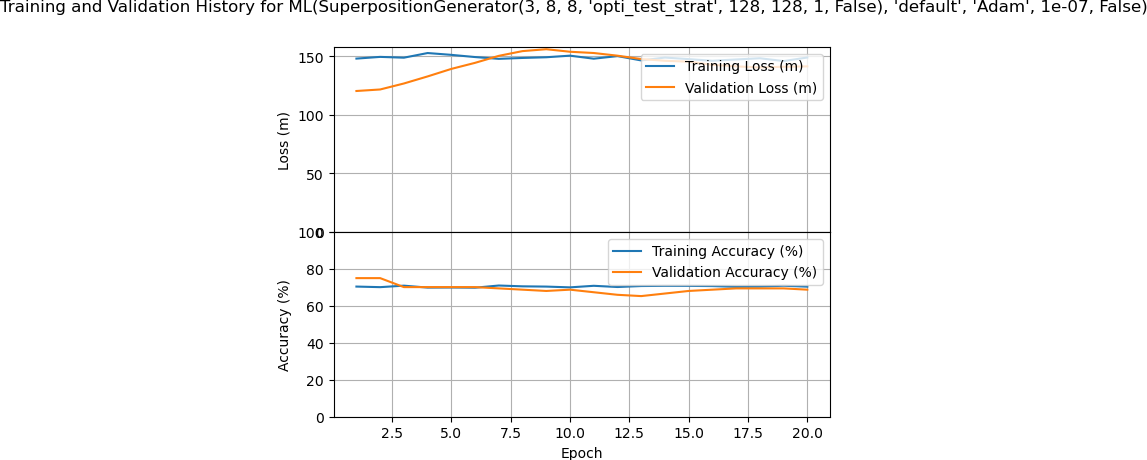 Training and Validation History for ML(SuperpositionGenerator(3, 8, 8, 'opti_test_strat', 128, 128, 1, False), 'default', 'Adam', 1e-07, False)
150
100
50
0
Loss (m)
Training Loss (m)
Validation Loss (m)
100
80
60
40
20
0
Accuracy (%)
Training Accuracy (%)
Validation Accuracy (%)
2.5 5.0 7.5 10.0 12.5 15.0 17.5 20.0
Epoch